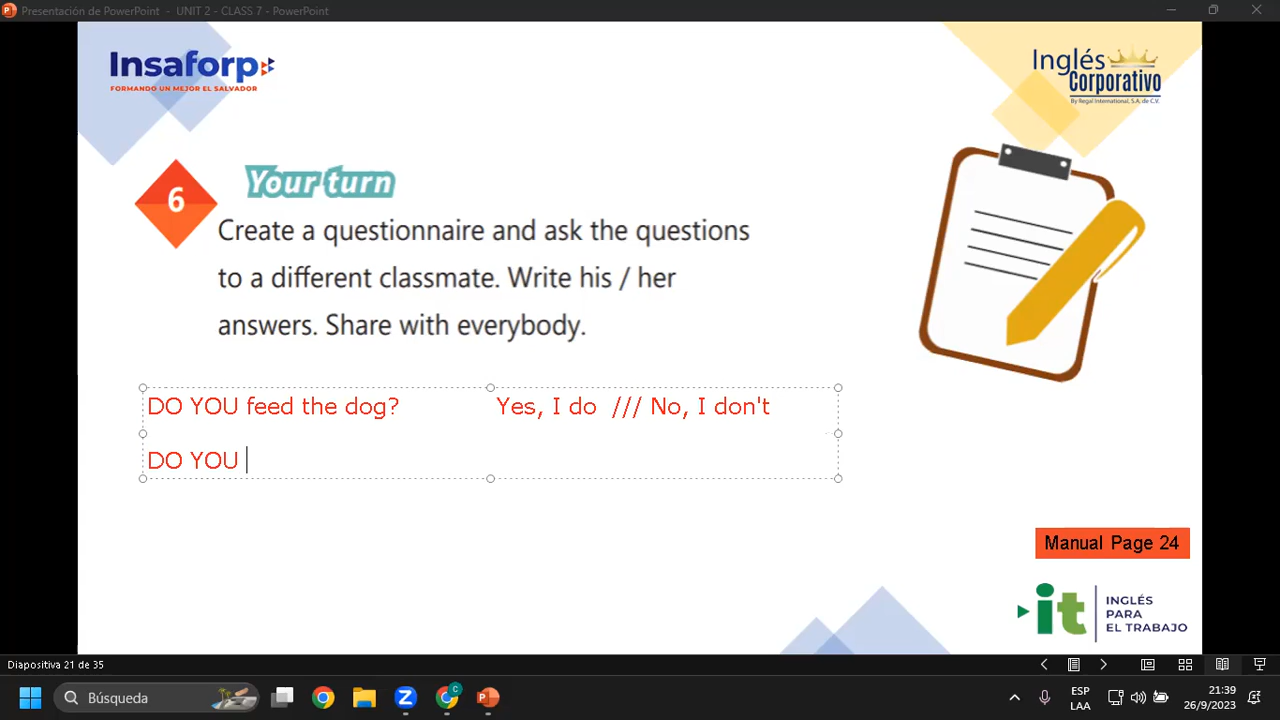 Presentación de PowerPoint - UNIT 2 - CLASS 7 - PowerPoint
Insaforp
FORMANDO UN MEJOR EL SALVADOR
Inglés
Corporativo
By Regal International, S.A. de C.V.
6
Your turn
Create a questionnaire and ask the questions
to a different classmate. Write his / her
answers. Share with everybody.
DO YOU feed the dog? Yes, I do /// No, I don't
DO YOU
Manual Page 24
it
INGLÉS
PARA
EL TRABAJO
Diapositiva 21 de 35
Búsqueda
C
ESP
LAA
21:39
26/9/2023